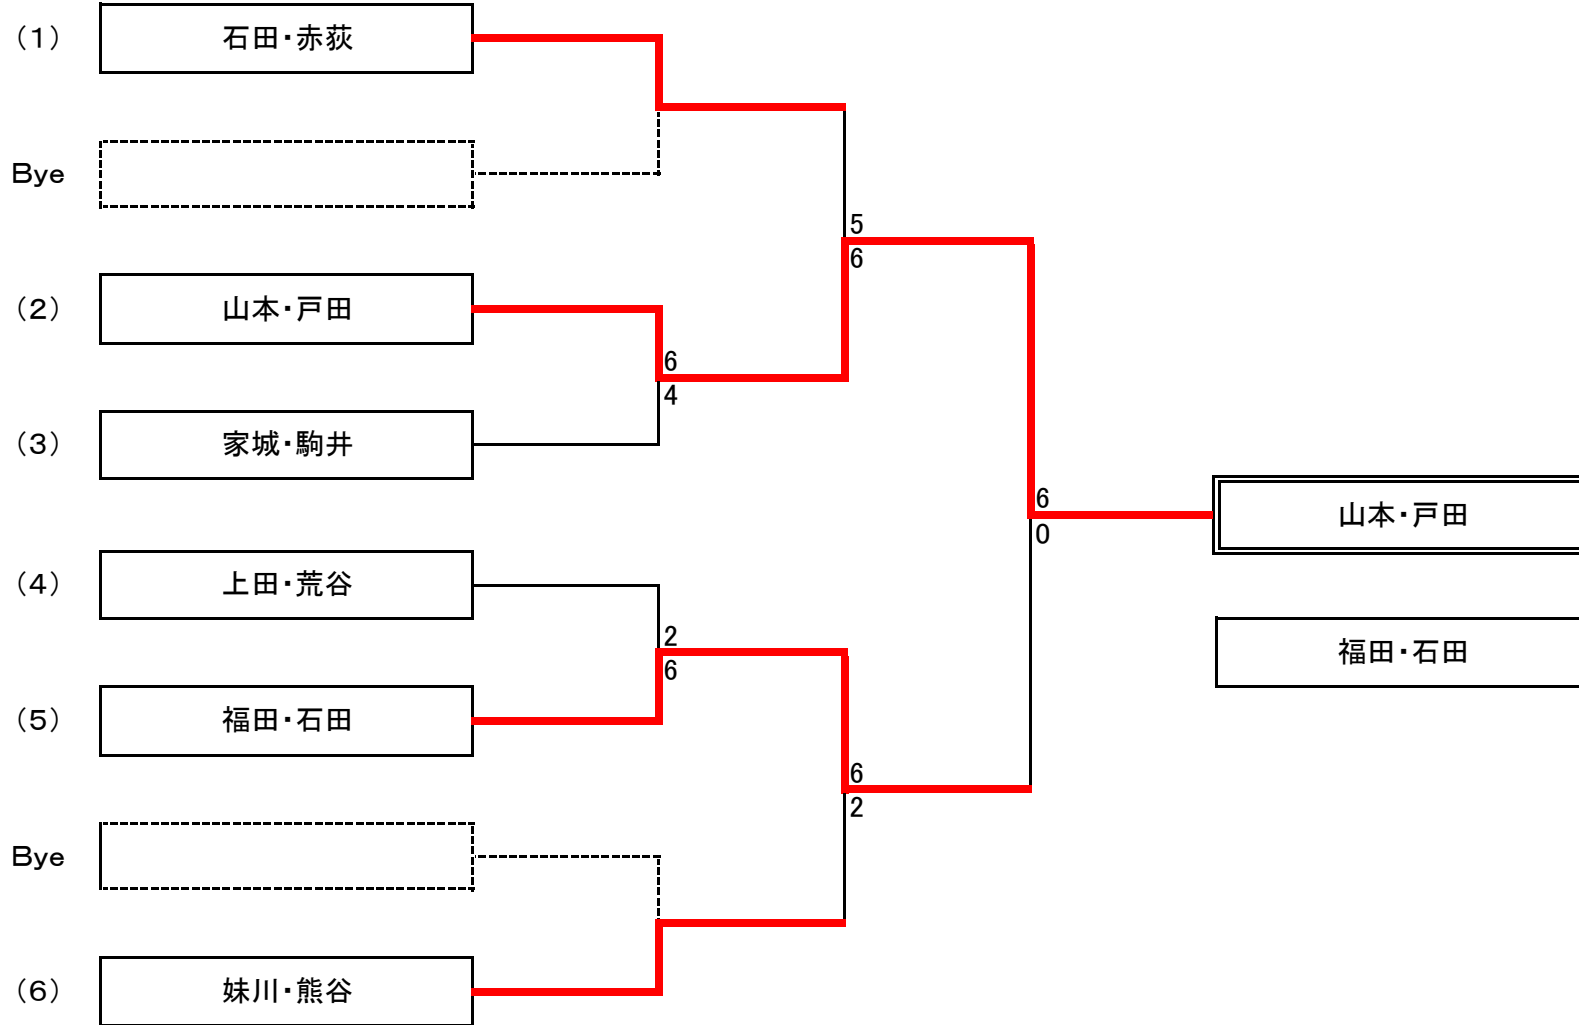 （1） 石田・赤荻
Bye
5
6
（2） 山本・戸田
6
4
（3） 家城・駒井
6
0
山本・戸田
（4） 上田・荒谷
2
6
福田・石田
（5） 福田・石田
6
2
Bye
（6） 妹川・熊谷